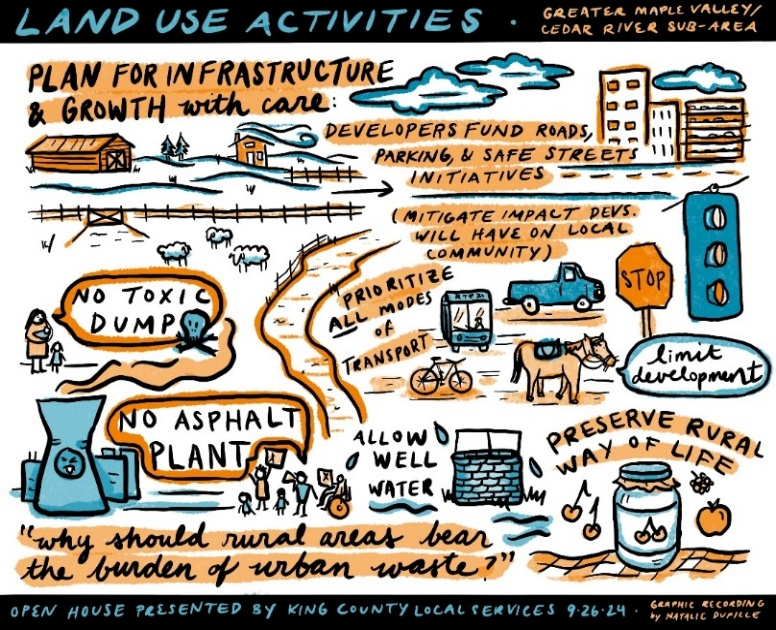 LAND USE ACTIVITIES .
GREATER MAPLE VALLEY/
CEDAR RIVER SUB-AREA
PLAN FOR INFRASTRUCTURE
& GROWTH with care:
DEVELOPERS FUND ROADS,
PARKING, & SAFE STREETS
INITIATIVES
(MITIGATE IMPACT DEVS.
WILL HAVE ON LOCAL
COMMUNITY)
PRIORITIZE
ALL MODES
of
TRANSPORT
STOP
limit
development
NO TOXIC
DUMP
NO ASPHALT
PLANT
ALLOW
WELL
WATER
PRESERVE RURAL
WAY OF LIFE
"why should rural areas bear
the burden of urban waste?"
OPEN HOUSE PRESENTED BY KING COUNTY LOCAL SERVICES 9.26.24 .
GRAPHIC RECORDING
by NATALIE DUPILLE